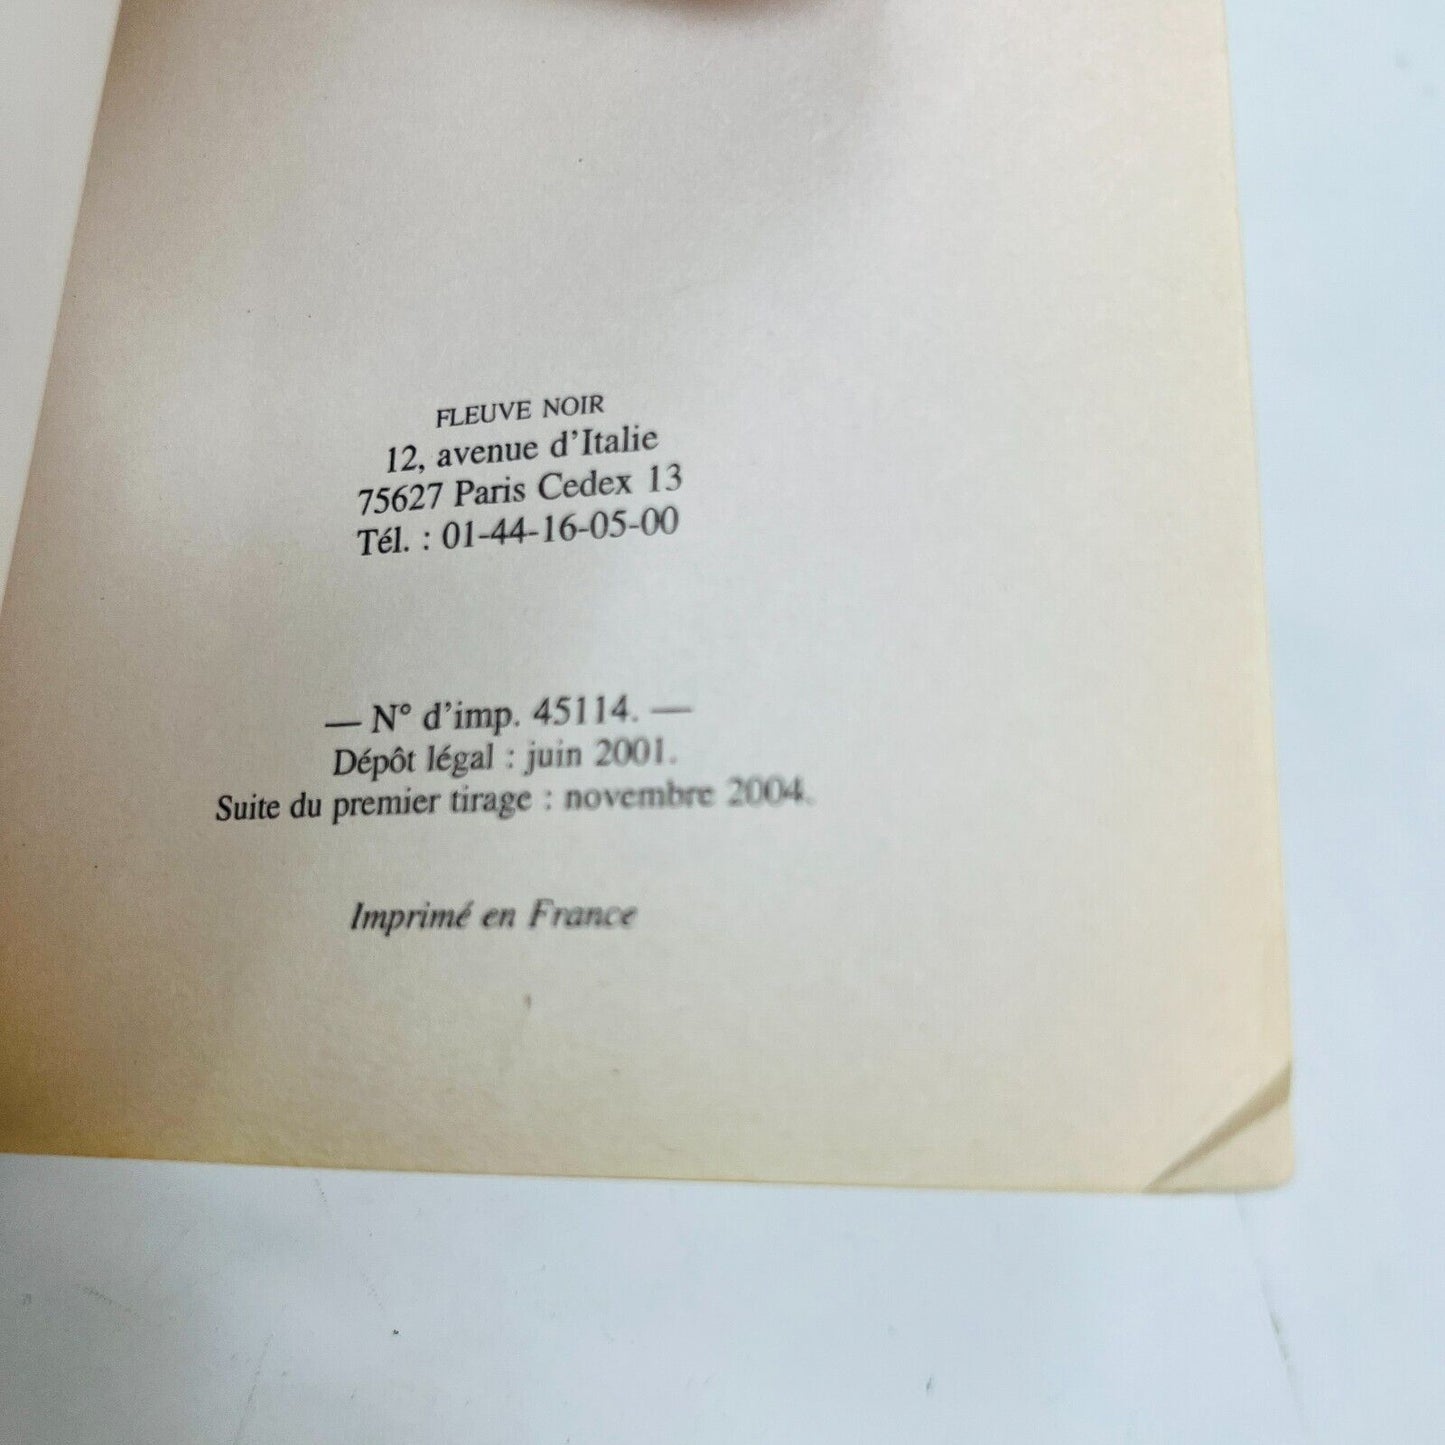 FLEUVE NOIR
12, avenue d'Italie
75627 Paris Cedex 13
Tél. : 01-44-16-05-00
— N° d'imp. 45114. —
Dépôt légal : juin 2001.
Suite du premier tirage : novembre 2004.
Imprimé en France